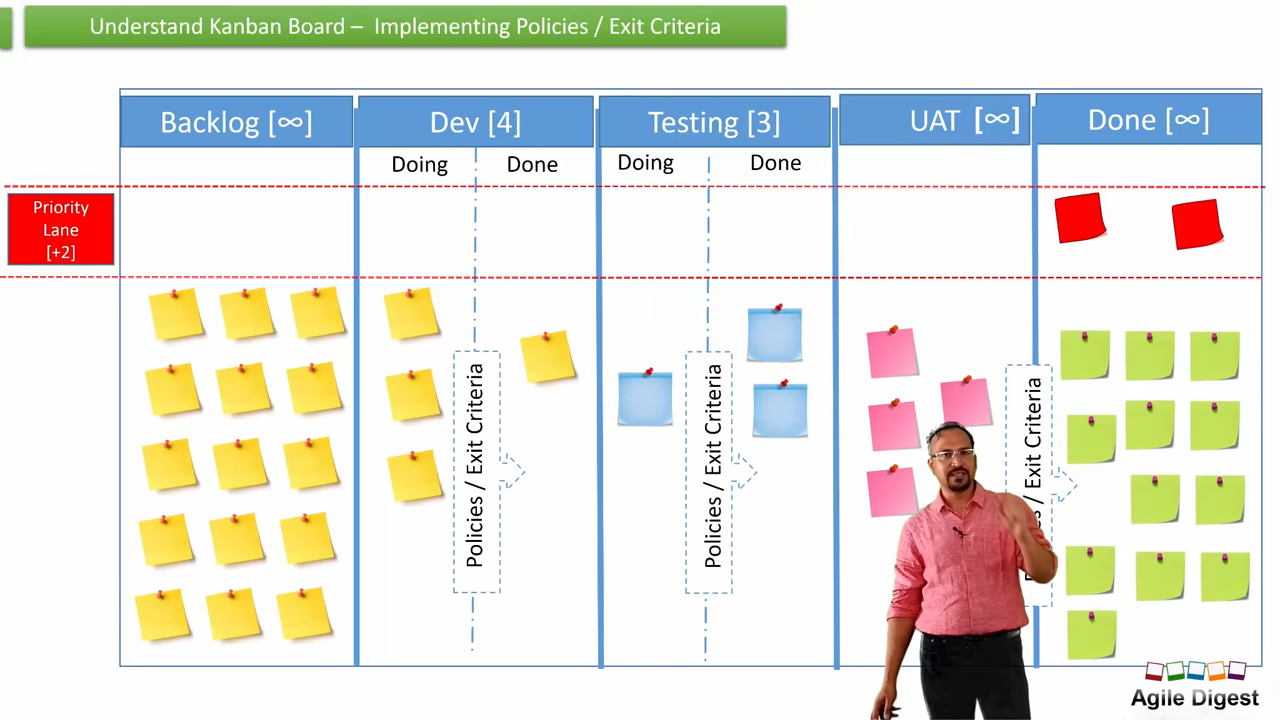 Understand Kanban Board – Implementing Policies / Exit Criteria
Backlog [∞]
Dev [4]
Testing [3]
UAT [∞]
Done [∞]
Doing
Done
Doing
Done
Priority
Lane
[+2]
Policies / Exit Criteria
Policies / Exit Criteria
/ Exit Criteria
Agile Digest